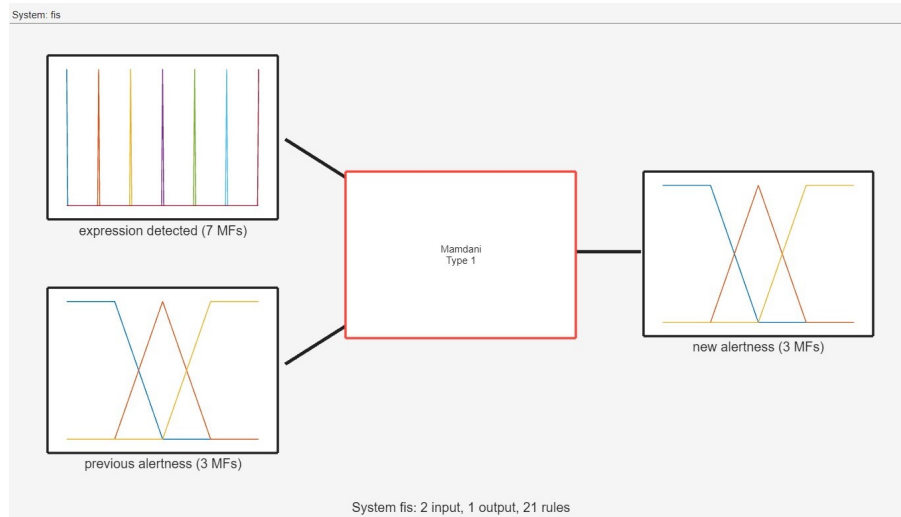 System: fis
expression detected (7 MFs)
Mamdani
Type 1
new alertness (3 MFs)
previous alertness (3 MFs)
System fis: 2 input, 1 output, 21 rules